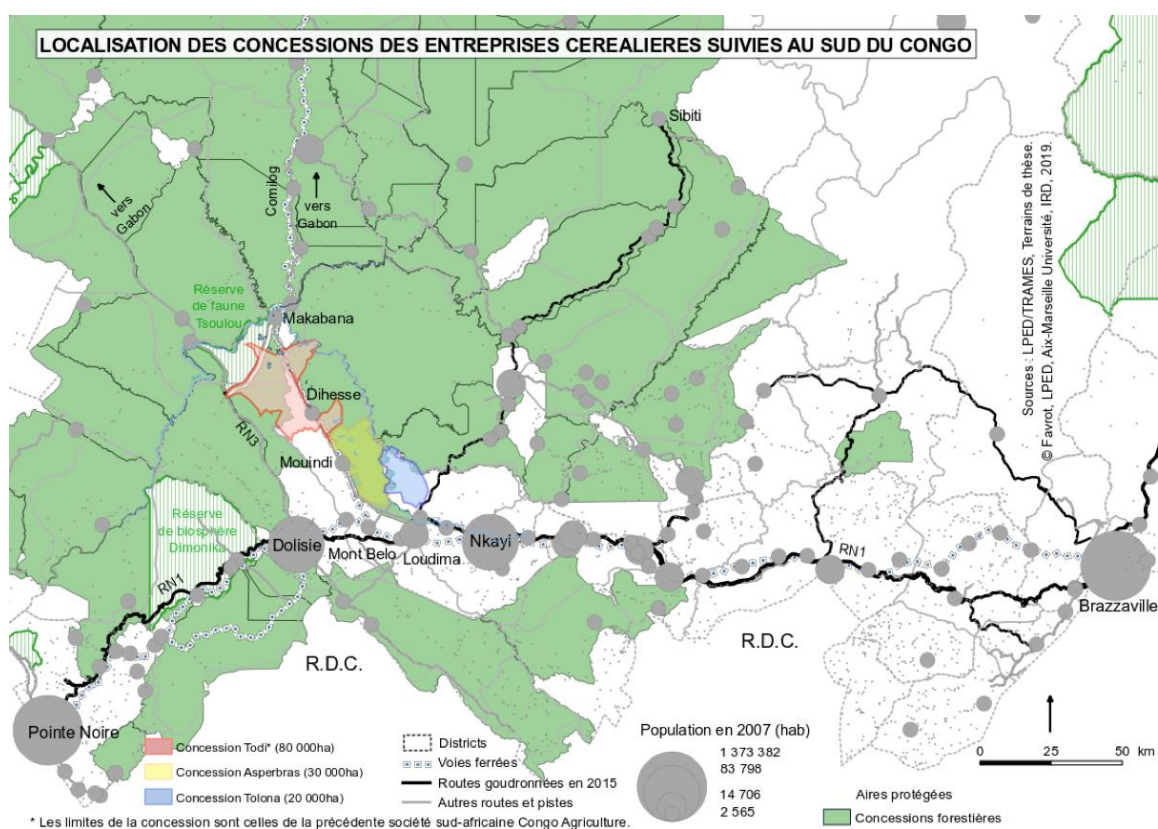 LOCALISATION DES CONCESSIONS DES ENTREPRISES CEREALIERES SUIVIES AU SUD DU CONGO
Sibiti
vers
Gabon
Comilog
vers
Gabon
Réserve
de faune
Tsoulou
Makabana
Dihesse
RN3
Mouindi
Réserve
de biosphère
Dimonika
Dolisie
Mont Belo
Loudima
Nkayi
RN1
RN1
Brazzaville
R.D.C.
R.D.C.
Pointe Noire
Sources : LPED/TRAMES, Terrains de thèse.
© Favrot, LPED, Aix-Marseille Université, IRD, 2019.
Concession Todi* (80 000ha)
Concession Asperbras (30 000ha)
Concession Tolona (20 000ha)
Districts
Voies ferrées
Routes goudronnées en 2015
Autres routes et pistes
Population en 2007 (hab)
1 373 382
83 798
14 706
2 565
0 25 50 km
Aires protégées
Concessions forestières
* Les limites de la concession sont celles de la précédente société sud-africaine Congo Agriculture.